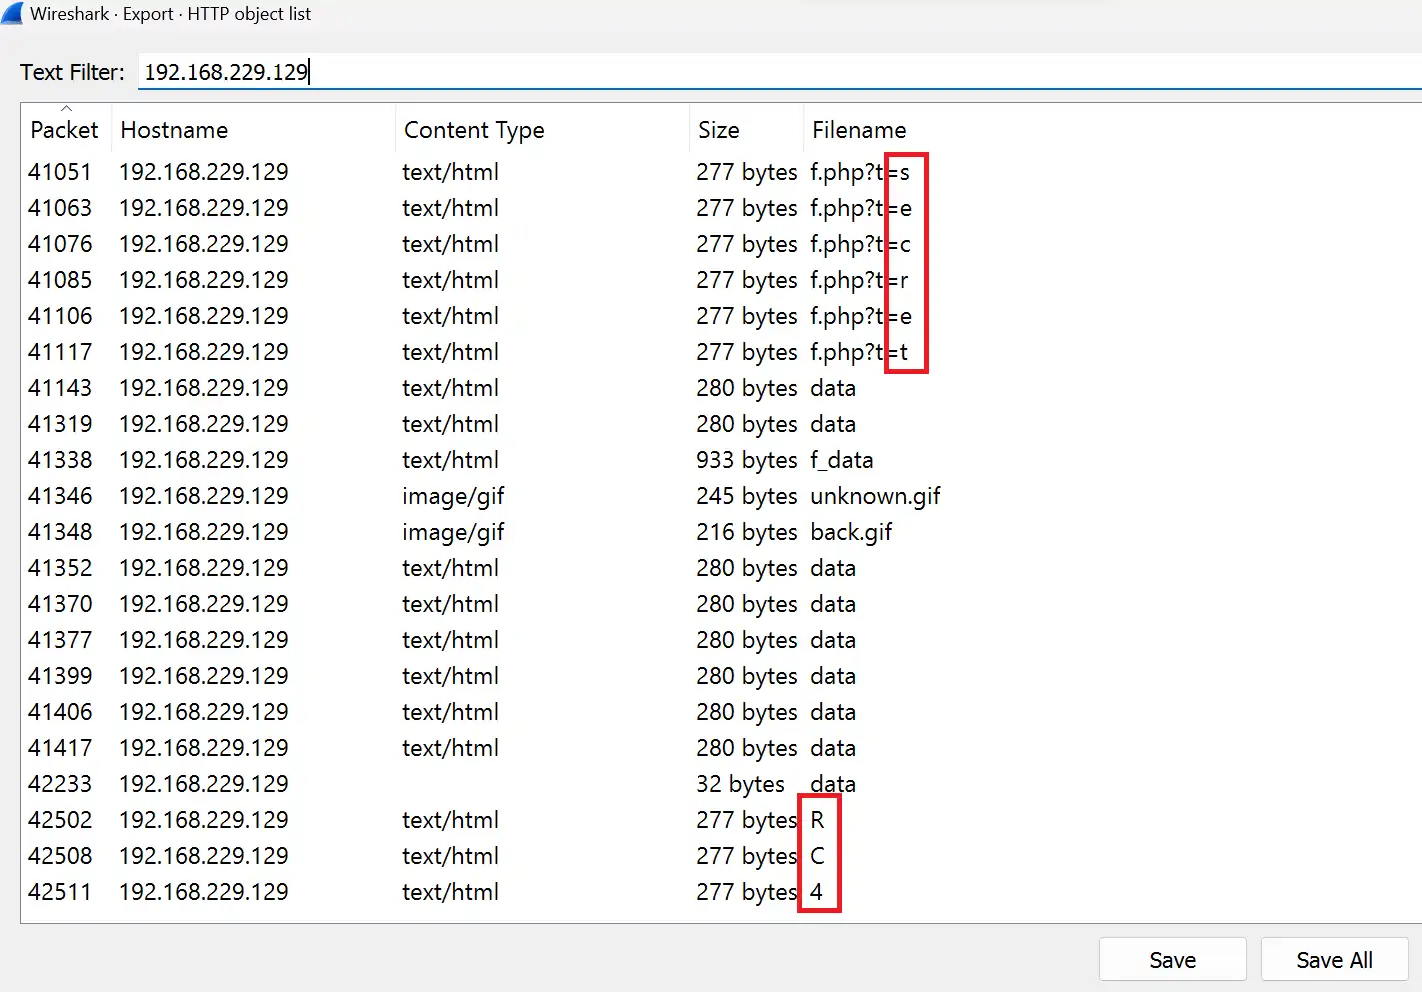 Wireshark · Export · HTTP object list
Text Filter: 192.168.229.129
Packet Hostname Content Type Size Filename
41051 192.168.229.129 text/html 277 bytes f.php?t=s
41063 192.168.229.129 text/html 277 bytes f.php?t=e
41076 192.168.229.129 text/html 277 bytes f.php?t=c
41085 192.168.229.129 text/html 277 bytes f.php?t=r
41106 192.168.229.129 text/html 277 bytes f.php?t=e
41117 192.168.229.129 text/html 277 bytes f.php?t=t
41143 192.168.229.129 text/html 280 bytes data
41319 192.168.229.129 text/html 280 bytes data
41338 192.168.229.129 text/html 933 bytes f_data
41346 192.168.229.129 image/gif 245 bytes unknown.gif
41348 192.168.229.129 image/gif 216 bytes back.gif
41352 192.168.229.129 text/html 280 bytes data
41370 192.168.229.129 text/html 280 bytes data
41377 192.168.229.129 text/html 280 bytes data
41399 192.168.229.129 text/html 280 bytes data
41406 192.168.229.129 text/html 280 bytes data
41417 192.168.229.129 text/html 280 bytes data
42233 192.168.229.129 32 bytes data
42502 192.168.229.129 text/html 277 bytes R
42508 192.168.229.129 text/html 277 bytes C
42511 192.168.229.129 text/html 277 bytes 4
Save Save All